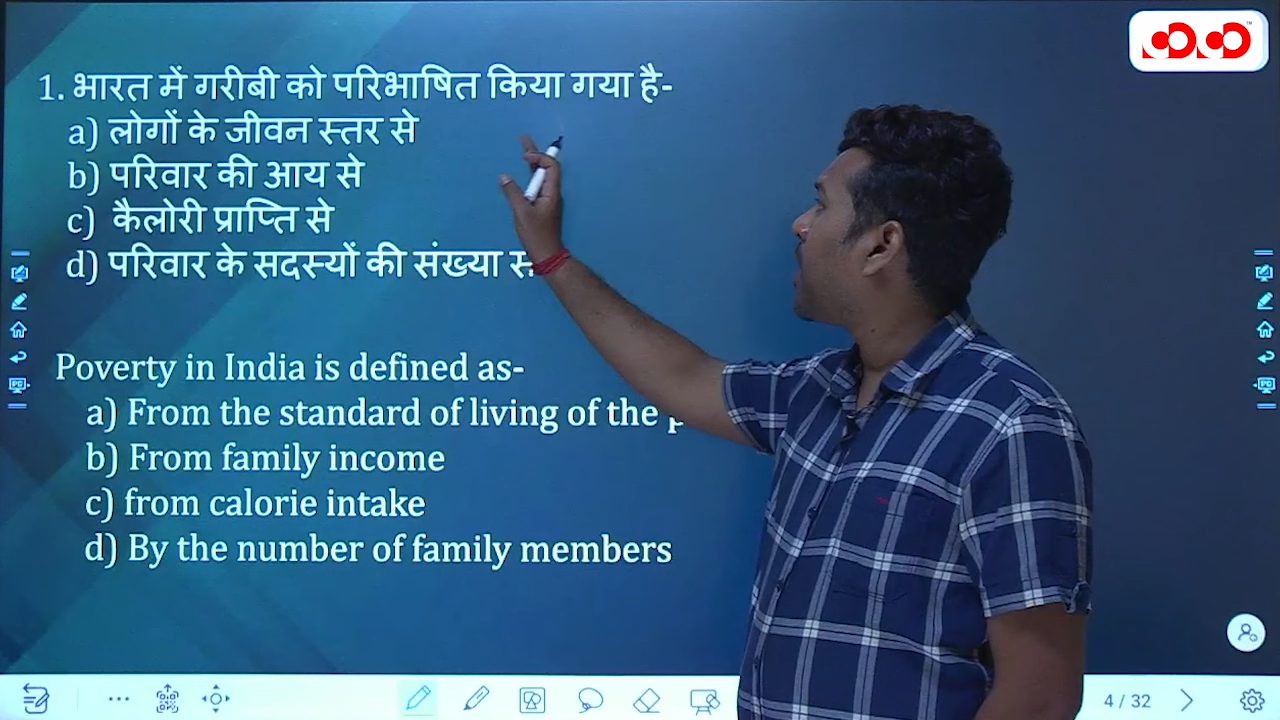 1. भारत में गरीबी को परिभाषित किया गया है-
a) लोगों के जीवन स्तर से
b) परिवार की आय से
c) कैलोरी प्राप्ति से
d) परिवार के सदस्यों की संख्या
Poverty in India is defined as-
a) From the standard of living of the
b) From family income
c) from calorie intake
d) By the number of family members
4 / 32